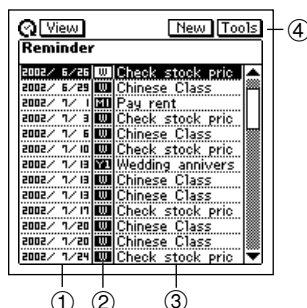 View New Tools ④
Reminder
2002/ 6/26 W Check stock pric
2002/ 6/29 W Chinese Class
2002/ 7/ 1 M1 Pay rent
2002/ 7/ 3 W Check stock pric
2002/ 7/ 6 W Chinese Class
2002/ 7/10 W Check stock pric
2002/ 7/13 Y1 Wedding annivers
2002/ 7/13 W Chinese Class
2002/ 7/13 W Chinese Class
2002/ 7/17 W Check stock pric
2002/ 7/20 W Chinese Class
2002/ 7/20 W Chinese Class
2002/ 7/24 W Check stock pric
① ② ③